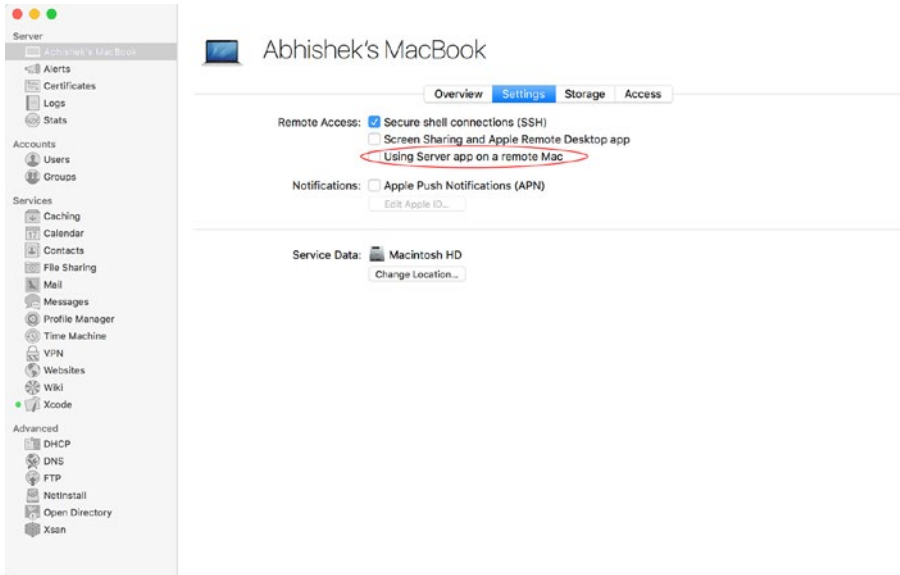 Server
Abhishek's MacBook
Alerts
Certificates
Logs
Stats
Accounts
Users
Groups
Services
Caching
17 Calendar
Contacts
File Sharing
Mail
Messages
Profile Manager
Time Machine
VPN
Websites
Wiki
Xcode
Advanced
DHCP
DNS
FTP
NetInstall
Open Directory
Xsan
Abhishek's MacBook
Overview Settings Storage Access
Remote Access: Secure shell connections (SSH)
Screen Sharing and Apple Remote Desktop app
Using Server app on a remote Mac
Notifications: Apple Push Notifications (APN)
Edit Apple ID...
Service Data: Macintosh HD
Change Location...